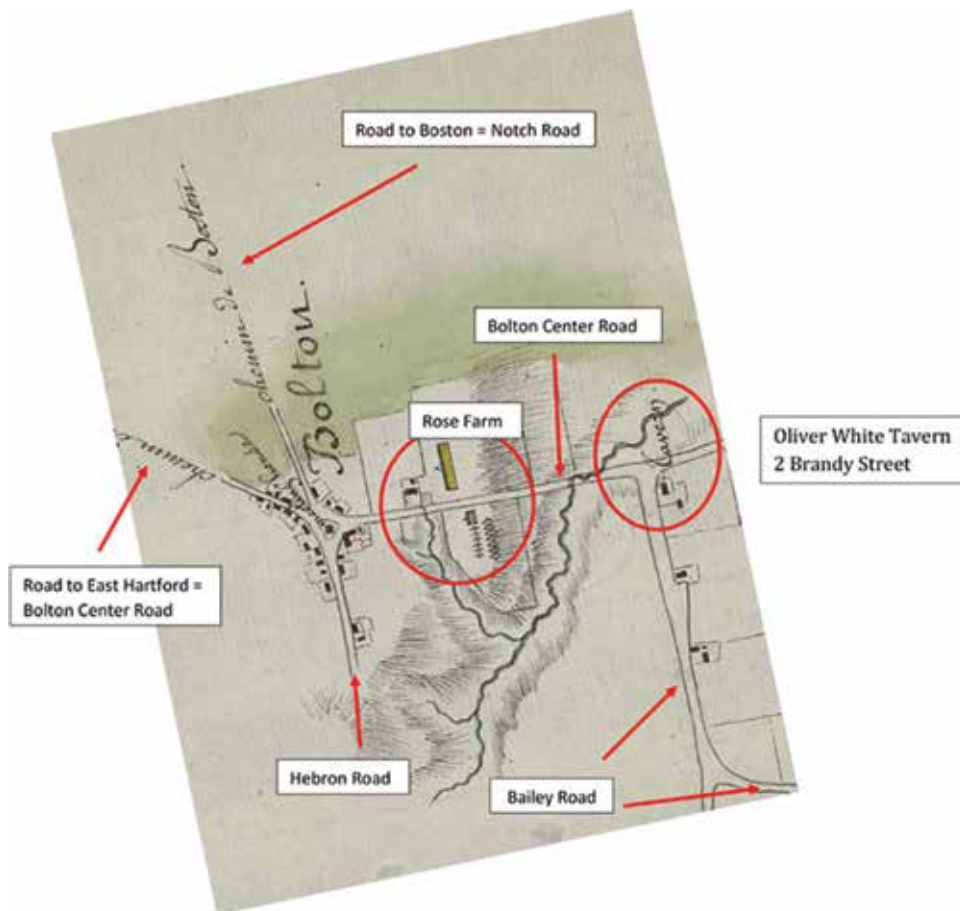 Road to Boston = Notch Road
chemin De Boston.
Bolton.
Bolton Center Road
Rose Farm
Oliver White Tavern
2 Brandy Street
chemin
Road to East Hartford =
Bolton Center Road
Hebron Road
Bailey Road